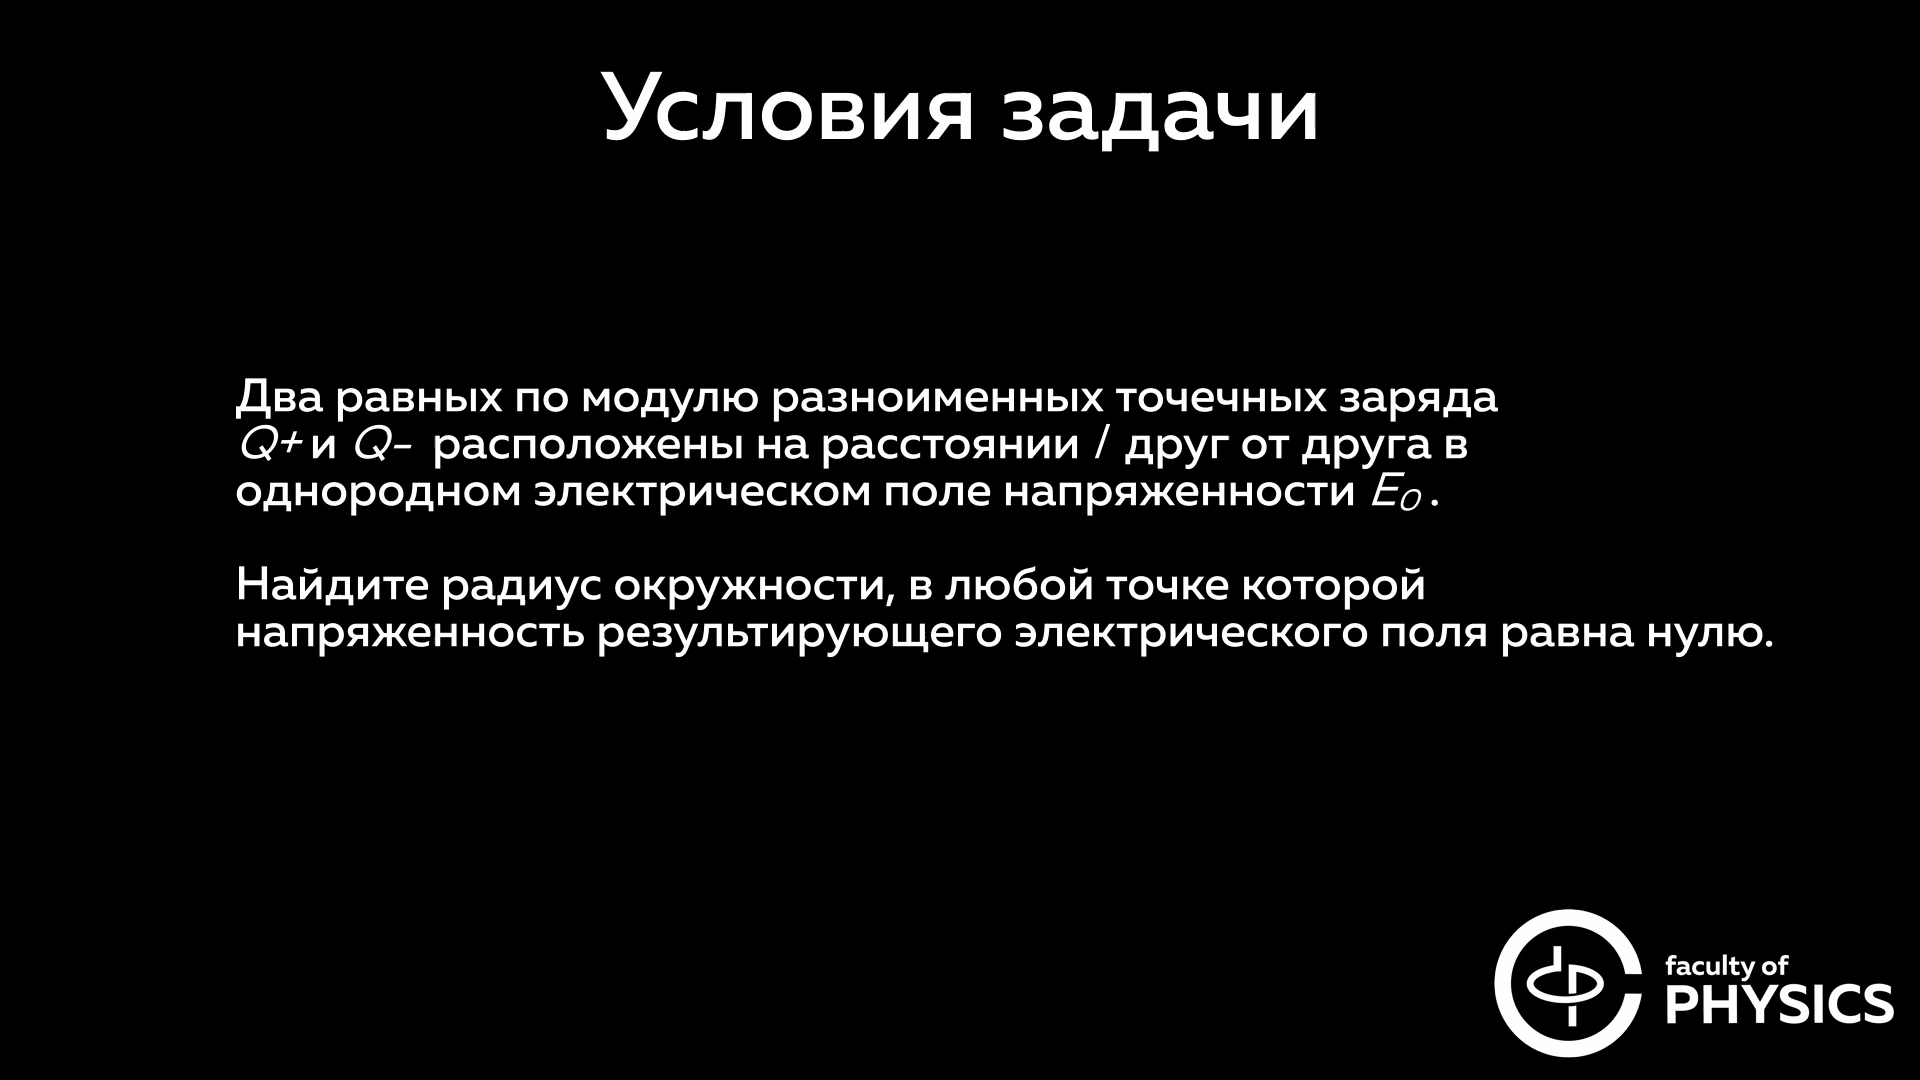 Условия задачи
Два равных по модулю разноименных точечных заряда
Q+ и Q- расположены на расстоянии l друг от друга в
однородном электрическом поле напряженности E₀ .
Найдите радиус окружности, в любой точке которой
напряженность результирующего электрического поля равна нулю.
faculty of
PHYSICS